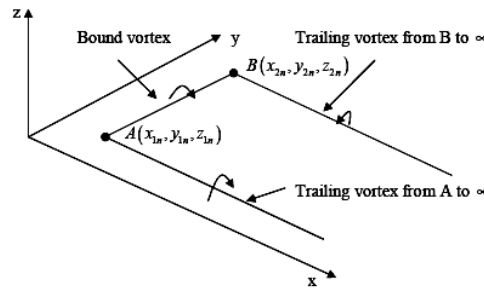 z
Bound vortex
y
Trailing vortex from B to ∞
B(x₂ₙ, y₂ₙ, z₂ₙ)
A(x₁ₙ, y₁ₙ, z₁ₙ)
Trailing vortex from A to ∞
x